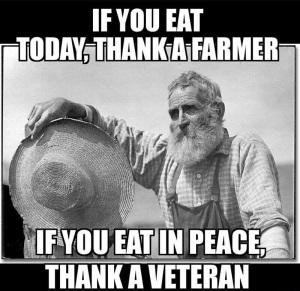 IF YOU EAT
TODAY, THANK A FARMER
IF YOU EAT IN PEACE,
THANK A VETERAN